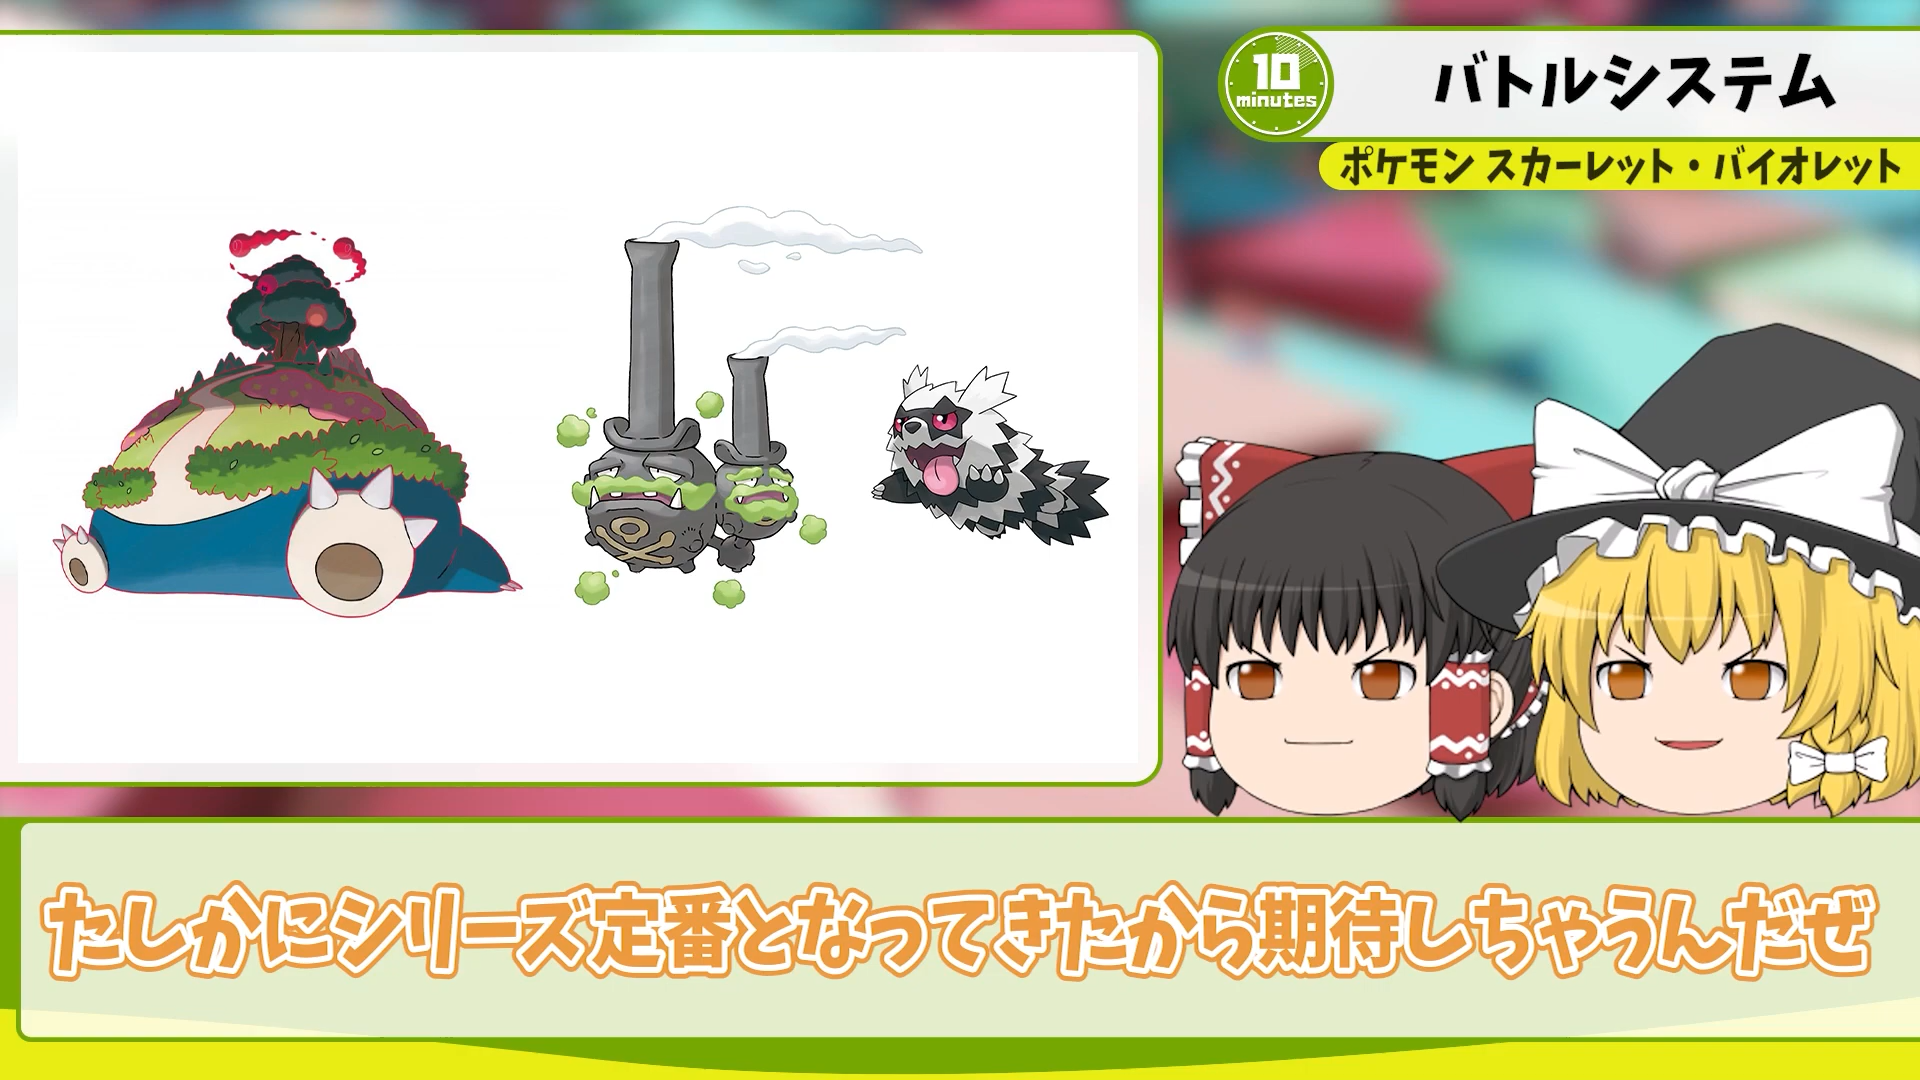 10
minutes
バトルシステム
ポケモン スカーレット・バイオレット
たしかにシリーズ定番となってきたから期待しちゃうんだぜ